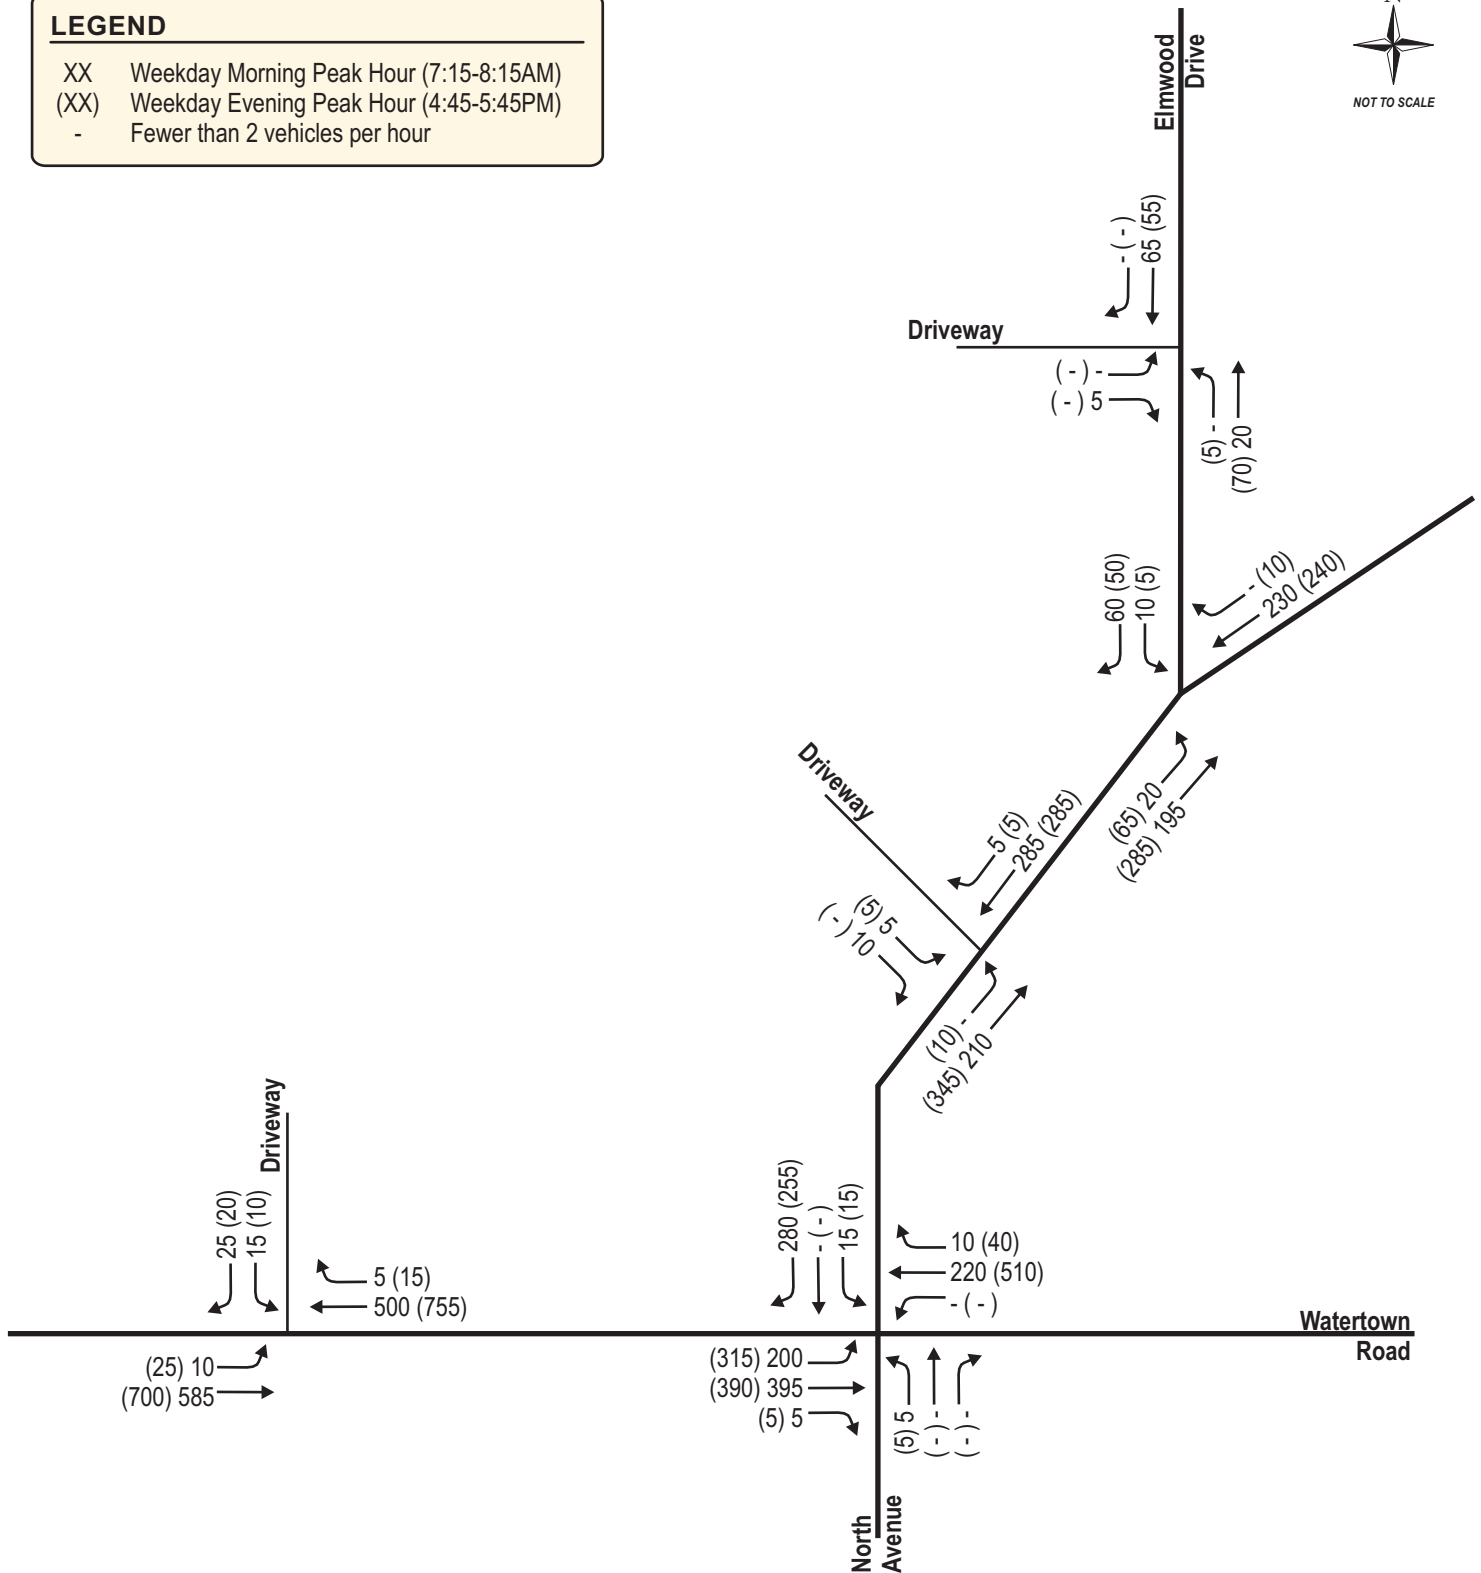 LEGEND
XX Weekday Morning Peak Hour (7:15-8:15AM)
(XX) Weekday Evening Peak Hour (4:45-5:45PM)
- Fewer than 2 vehicles per hour
N
NOT TO SCALE
Elmwood
Drive
- ( - )
65 (55)
Driveway
( - ) -
( - ) 5
(5) -
(70) 20
60 (50)
10 (5)
- (10)
230 (240)
Driveway
5 (5)
285 (285)
(65) 20
(285) 195
(5) 5
( - ) 10
(10) -
(345) 210
Driveway
25 (20)
15 (10)
5 (15)
500 (755)
(25) 10
(700) 585
280 (255)
- ( - )
15 (15)
10 (40)
220 (510)
- ( - )
Watertown
Road
(315) 200
(390) 395
(5) 5
(5) 5
( - ) -
( - ) -
North
Avenue